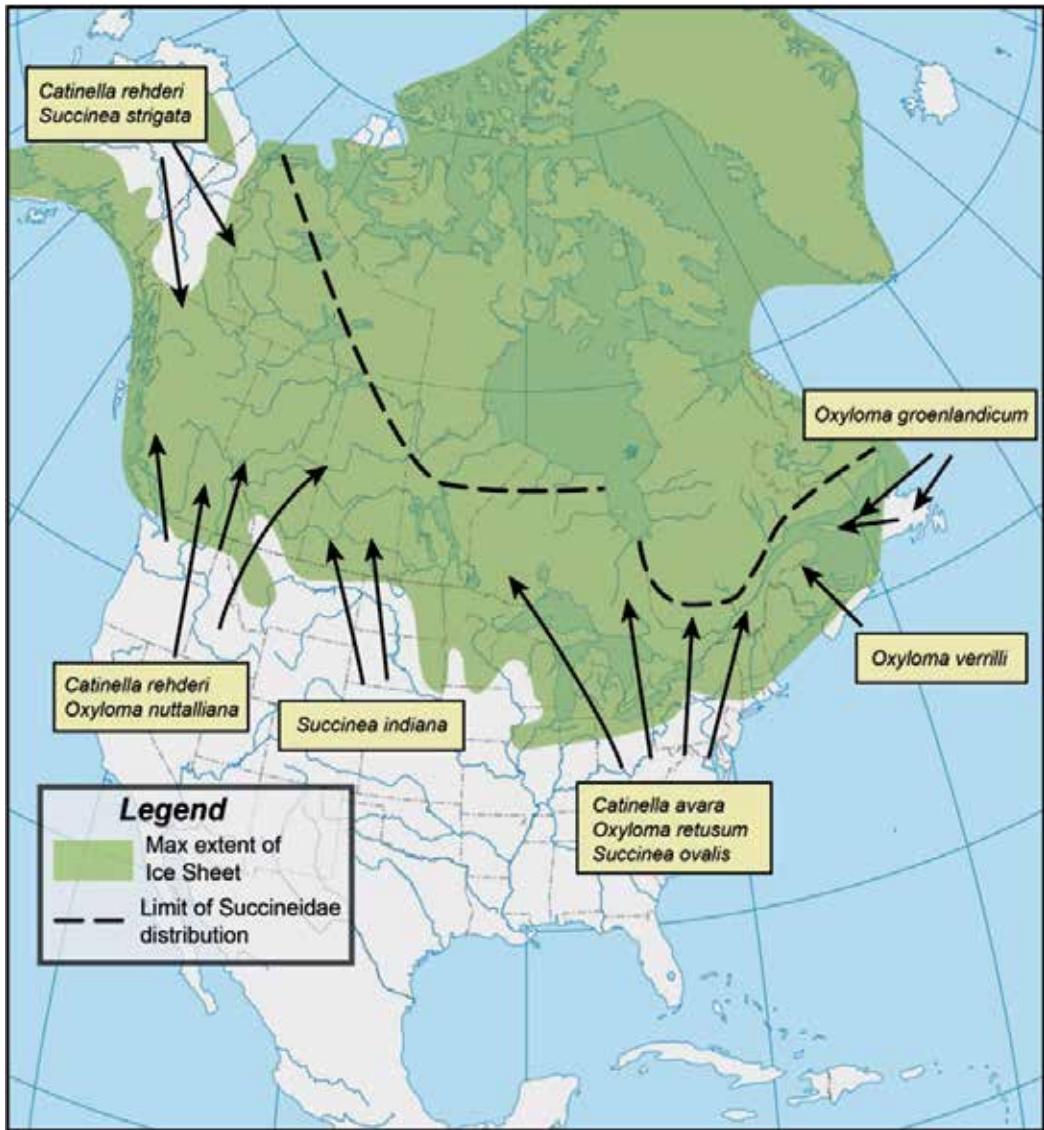 Catinella rehderi
Succinea strigata
Oxyloma groenlandicum
Oxyloma verrilli
Catinella rehderi
Oxyloma nuttalliana
Succinea indiana
Catinella avara
Oxyloma retusum
Succinea ovalis
Legend
Max extent of
Ice Sheet
Limit of Succineidae
distribution